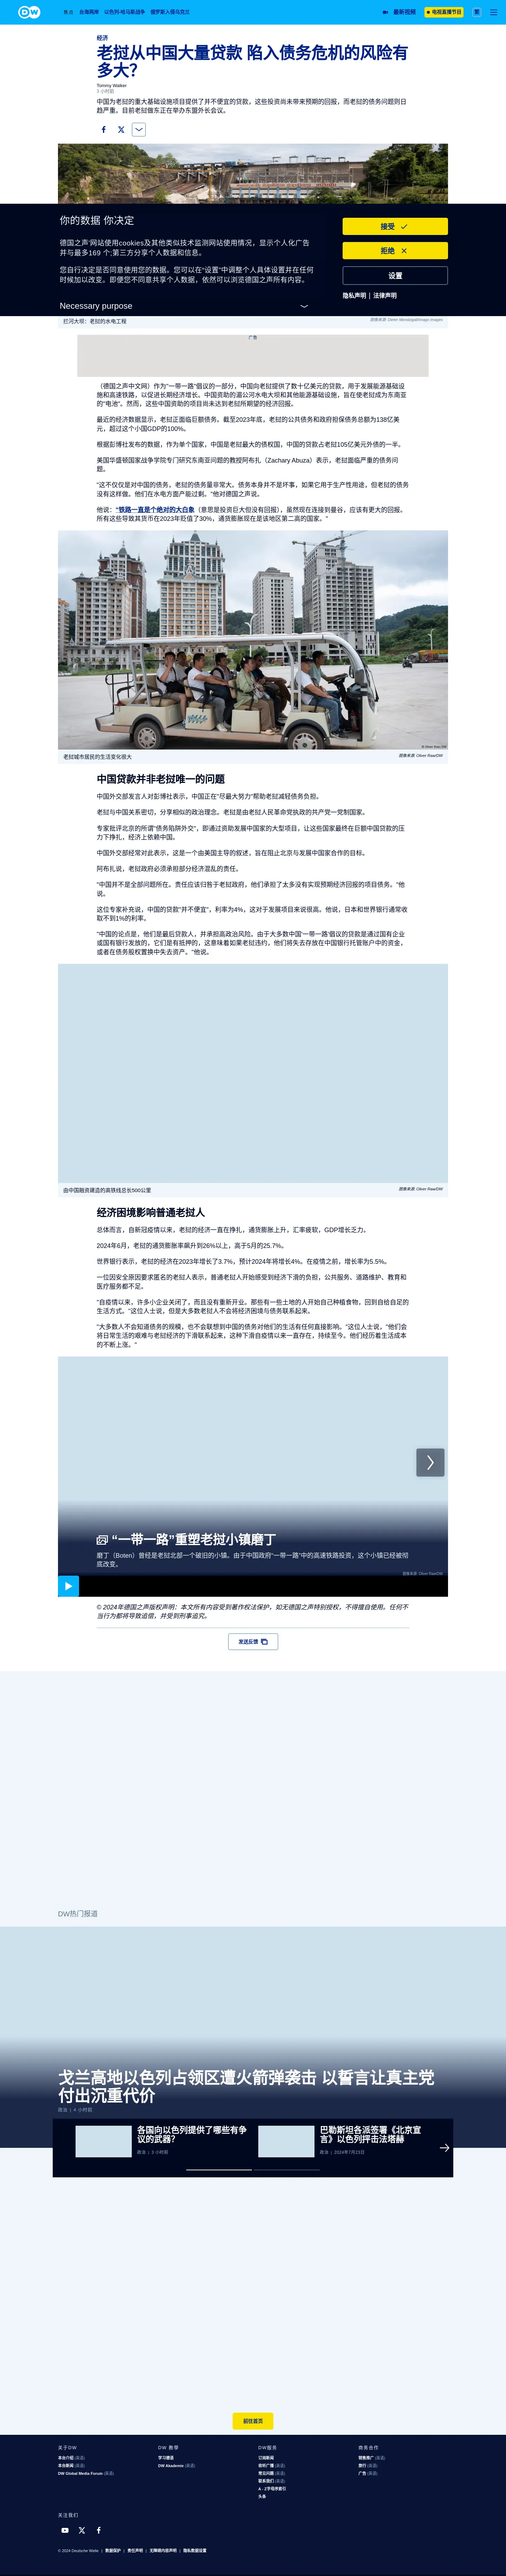 DW
焦点
台海两岸
以色列-哈马斯战争
俄罗斯入侵乌克兰
最新视频
电视直播节目
繁
经济
老挝从中国大量贷款 陷入债务危机的风险有
多大？
Tommy Walker
3 小时前
中国为老挝的重大基础设施项目提供了并不便宜的贷款，这些投资尚未带来预期的回报，而老挝的债务问题则日
趋严重。目前老挝做东正在举办东盟外长会议。
你的数据 你决定
德国之声'网站使用cookies及其他类似技术监测网站使用情况，显示个人化广告
并与最多169 个;第三方分享个人数据和信息。
您自行决定是否同意使用您的数据。您可以在"设置"中调整个人具体设置并在任何
时候加以改变。即便您不同意共享个人数据，依然可以浏览德国之声所有内容。
Necessary purpose
接受
拒绝
设置
隐私声明 | 法律声明
拦河大坝：老挝的水电工程
广告
（德国之声中文网）作为"一带一路"倡议的一部分，中国向老挝提供了数十亿美元的贷款，用于发展能源基础设
施和高速铁路，以促进长期经济增长。中国资助的湄公河水电大坝和其他能源基础设施，旨在使老挝成为东南亚
的"电池"。然而，这些中国资助的项目尚未达到老挝所期望的经济回报。
最近的经济数据显示，老挝正面临巨额债务。截至2023年底，老挝的公共债务和政府担保债务总额为138亿美
元，超过这个小国GDP的100%。
根据彭博社发布的数据，作为单个国家，中国是老挝最大的债权国，中国的贷款占老挝105亿美元外债的一半。
美国华盛顿国家战争学院专门研究东南亚问题的教授阿布扎（Zachary Abuza）表示，老挝面临严重的债务问
题。
"这不仅仅是对中国的债务。老挝的债务量非常大。债务本身并不是坏事，如果它用于生产性用途，但老挝的债务
没有这样做。他们在水电方面产能过剩。"他对德国之声说。
他说："铁路一直是个绝对的大白象（意思是投资巨大但没有回报），虽然现在连接到曼谷，应该有更大的回报。
所有这些导致其货币在2023年贬值了30%，通货膨胀现在是该地区第二高的国家。"
老挝城市居民的生活变化很大
图像来源: Oliver Raw/DW
中国贷款并非老挝唯一的问题
中国外交部发言人对彭博社表示，中国正在"尽最大努力"帮助老挝减轻债务负担。
老挝与中国关系密切，分享相似的政治理念。老挝是由老挝人民革命党执政的共产党一党制国家。
专家批评北京的所谓"债务陷阱外交"，即通过资助发展中国家的大型项目，让这些国家最终在巨额中国贷款的压
力下挣扎，经济上依赖中国。
中国外交部经常对此表示，这是一个由美国主导的叙述，旨在阻止北京与发展中国家合作的目标。
阿布扎说，老挝政府必须承担部分经济混乱的责任。
"中国并不是全部问题所在。责任应该归咎于老挝政府，他们承担了太多没有实现预期经济回报的项目债务。"他
说。
这位专家补充说，中国的贷款"并不便宜"，利率为4%，这对于发展项目来说很高。他说，日本和世界银行通常收
取不到1%的利率。
"中国的论点是，他们是最后贷款人，并承担高政治风险。由于大多数中国'一带一路'倡议的贷款是通过国有企业
或国有银行发放的，它们是有抵押的，这意味着如果老挝违约，他们将失去存放在中国银行托管账户中的资金，
或者在债务股权置换中失去资产。"他说。
由中国融资建造的高铁线总长500公里
图像来源: Oliver Raw/DW
经济困境影响普通老挝人
总体而言，自新冠疫情以来，老挝的经济一直在挣扎，通货膨胀上升，汇率疲软，GDP增长乏力。
2024年6月，老挝的通货膨胀率飙升到26%以上，高于5月的25.7%。
世界银行表示，老挝的经济在2023年增长了3.7%，预计2024年将增长4%。在疫情之前，增长率为5.5%。
一位因安全原因要求匿名的老挝人表示，普通老挝人开始感受到经济下滑的负担，公共服务、道路维护、教育和
医疗服务都不足。
"自疫情以来，许多小企业关闭了，而且没有重新开业。那些有一些土地的人开始自己种植食物，回到自给自足的
生活方式。"这位人士说，但是大多数老挝人不会将经济困境与债务联系起来。
"大多数人不会知道债务的规模，也不会联想到中国的债务对他们的生活有任何直接影响。"这位人士说，"他们会
将日常生活的艰难与老挝经济的下滑联系起来，这种下滑自疫情以来一直存在，持续至今。他们经历着生活成本
的不断上涨。"
"一带一路"重塑老挝小镇磨丁
磨丁（Boten）曾经是老挝北部一个破旧的小镇。由于中国政府"一带一路"中的高速铁路投资，这个小镇已经被彻
底改变。
图像来源: Oliver Raw/DW
© 2024年德国之声版权声明：本文所有内容受到著作权法保护，如无德国之声特别授权，不得擅自使用。任何不
当行为都将导致追偿，并受到刑事追究。
发送反馈
DW热门报道
戈兰高地以色列占领区遭火箭弹袭击 以誓言让真主党
付出沉重代价
政治 | 4 小时前
各国向以色列提供了哪些有争
议的武器？
政治 | 3 小时前
巴勒斯坦各派签署《北京宣
言》以色列抨击法塔赫
政治 | 2024年7月23日
前往首页
关于DW
本台介绍 (英语)
本台新闻 (英语)
DW Global Media Forum (英语)
DW 教學
学习德语
DW Akademie (英语)
DW服务
订阅新闻
收听广播 (英语)
常见问题 (英语)
联系我们 (英语)
A - Z字母序索引
头条
商务合作
销售推广 (英语)
旅行 (英语)
广告 (英语)
关注我们
© 2024 Deutsche Welle | 数据保护 | 责任声明 | 无障碍内容声明 | 隐私数据设置